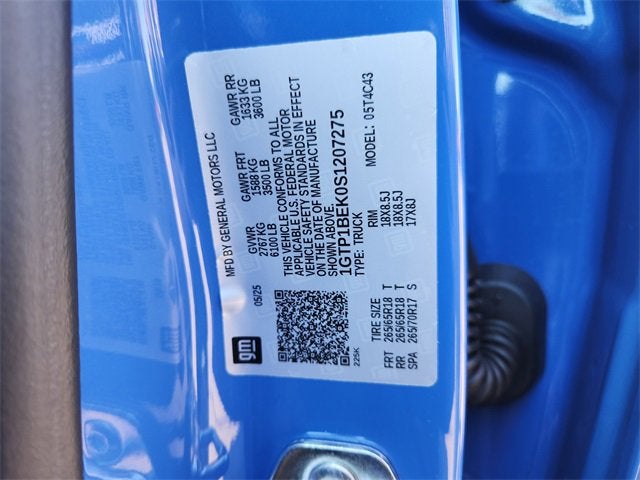 MFD BY GENERAL MOTORS LLC
05/25
GVWR GAWR FRT GAWR RR
2767 KG 1588 KG 1633 KG
6100 LB 3500 LB 3600 LB
THIS VEHICLE CONFORMS TO ALL
APPLICABLE U.S. FEDERAL MOTOR
VEHICLE SAFETY STANDARDS IN EFFECT
ON THE DATE OF MANUFACTURE
SHOWN ABOVE.
1GTP1BEK0S1207275
TYPE: TRUCK MODEL: 05T4C43
gm
225K
TIRE SIZE RIM
FRT 265/65R18 T 18X8.5J
RR 265/65R18 T 18X8.5J
SPA 265/70R17 S 17X8J